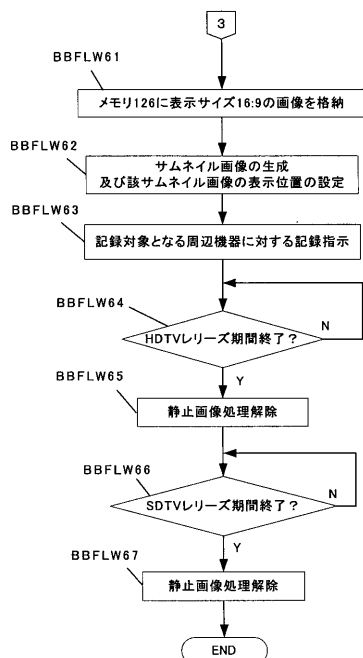 3
BBFLW61
メモリ126に表示サイズ16:9の画像を格納
BBFLW62
サムネイル画像の生成
及び該サムネイル画像の表示位置の設定
BBFLW63
記録対象となる周辺機器に対する記録指示
BBFLW64
HDTVレリーズ期間終了?
N
Y
BBFLW65
静止画像処理解除
BBFLW66
SDTVレリーズ期間終了?
N
Y
BBFLW67
静止画像処理解除
END